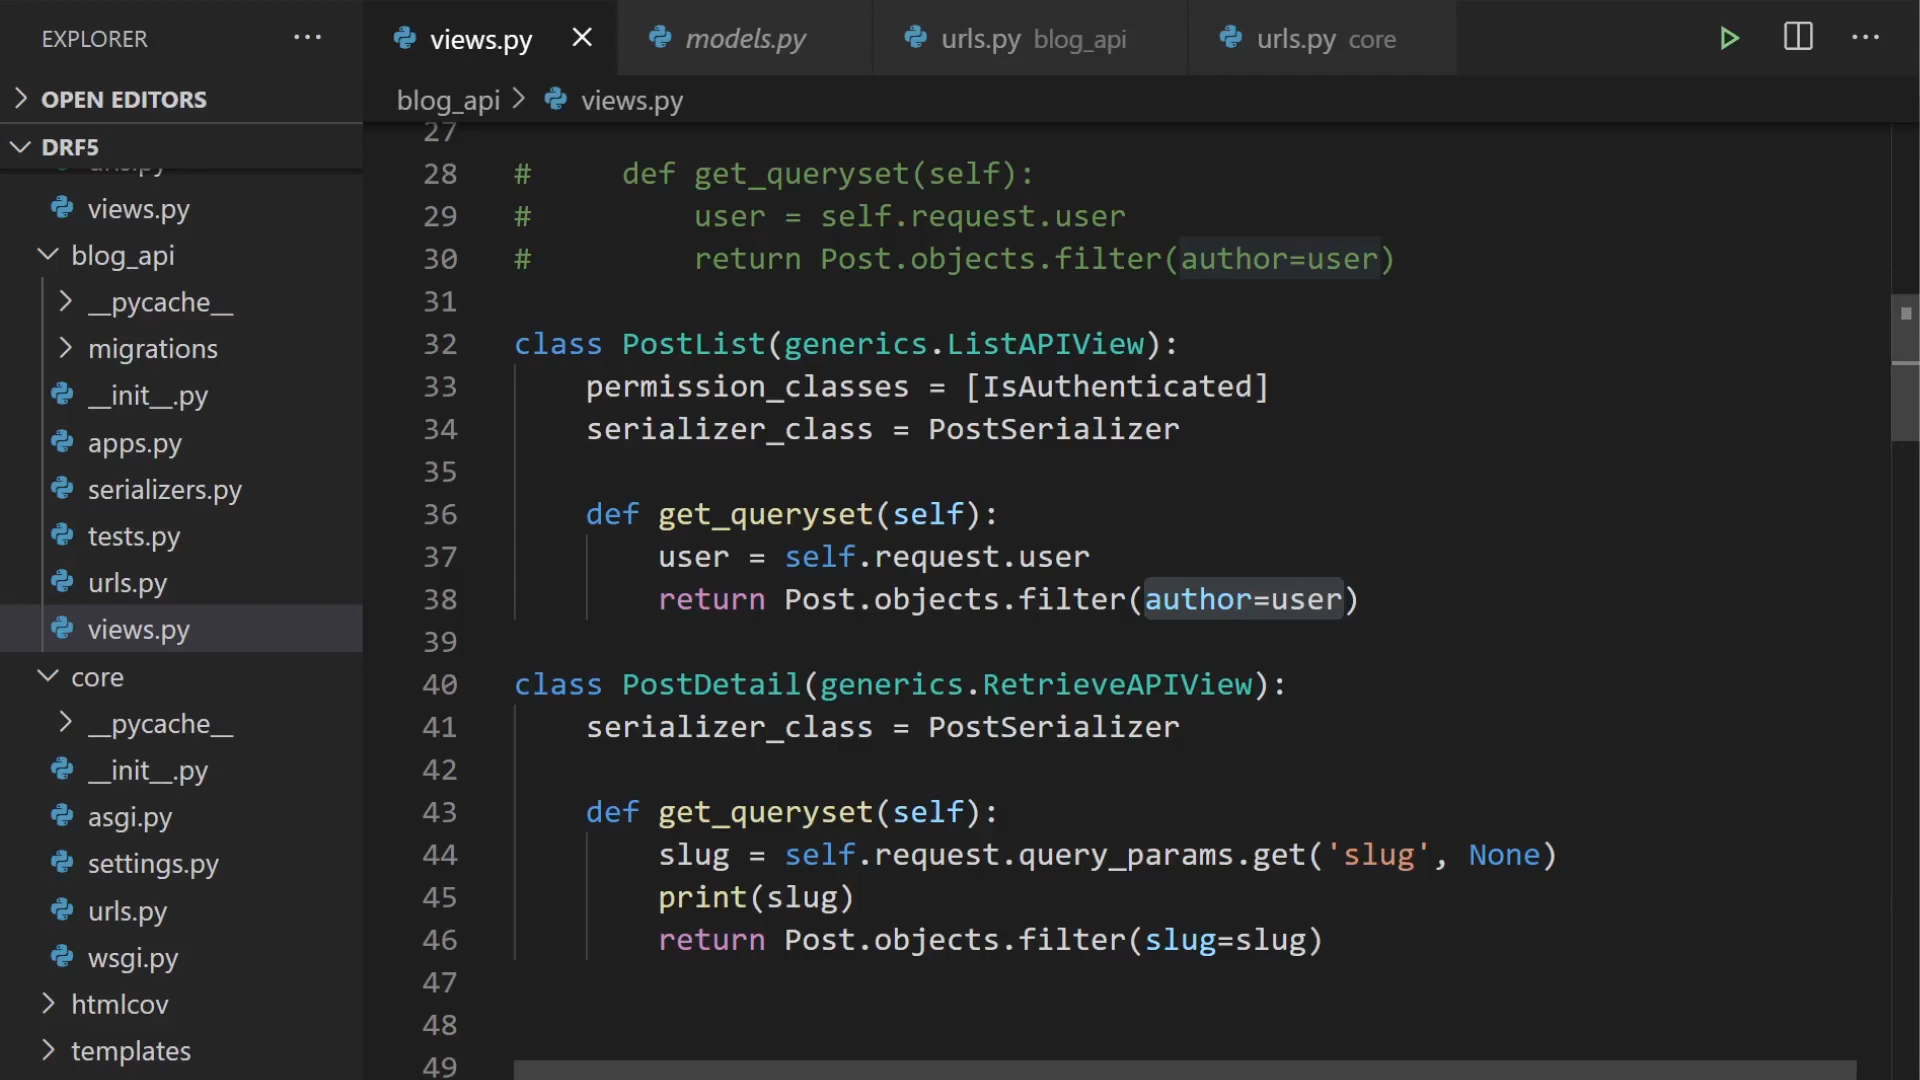 EXPLORER
OPEN EDITORS
DRF5
views.py
blog_api
__pycache__
migrations
__init__.py
apps.py
serializers.py
tests.py
urls.py
views.py
core
__pycache__
__init__.py
asgi.py
settings.py
urls.py
wsgi.py
htmlcov
templates
views.py
models.py
urls.py blog_api
urls.py core
blog_api > views.py
27
28 #     def get_queryset(self):
29 #         user = self.request.user
30 #         return Post.objects.filter(author=user)
31
32 class PostList(generics.ListAPIView):
33     permission_classes = [IsAuthenticated]
34     serializer_class = PostSerializer
35
36     def get_queryset(self):
37         user = self.request.user
38         return Post.objects.filter(author=user)
39
40 class PostDetail(generics.RetrieveAPIView):
41     serializer_class = PostSerializer
42
43     def get_queryset(self):
44         slug = self.request.query_params.get('slug', None)
45         print(slug)
46         return Post.objects.filter(slug=slug)
47
48
49